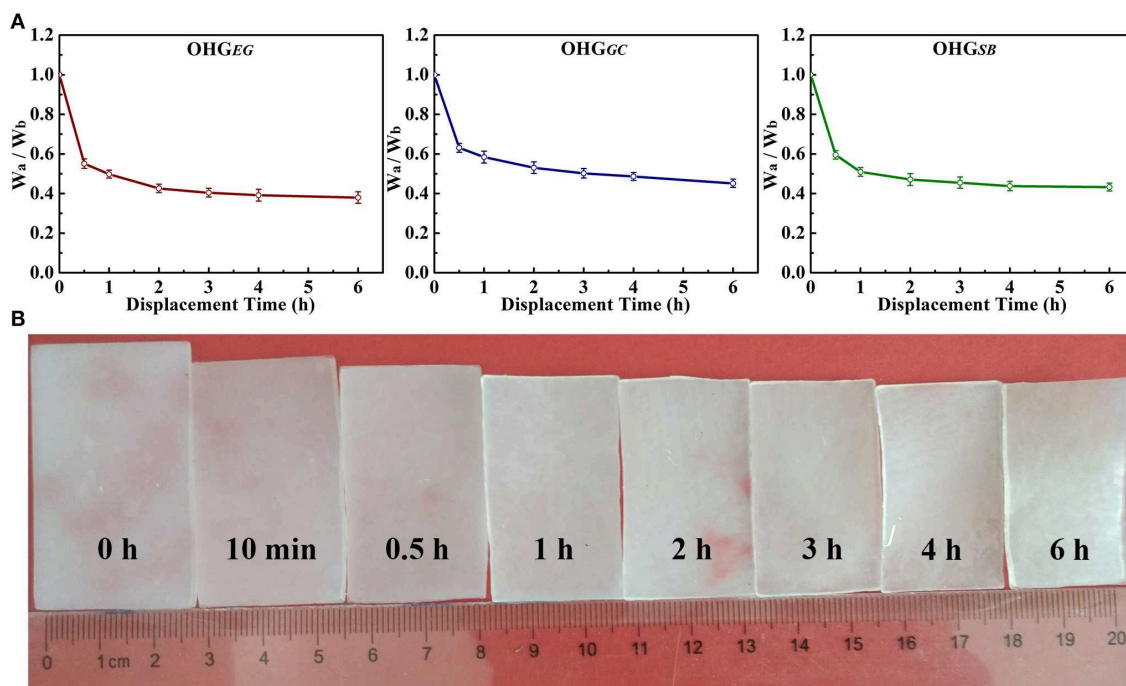 A
OHGEG
Wa / Wb
1.2
1.0
0.8
0.6
0.4
0.2
0.0
0 1 2 3 4 5 6
Displacement Time (h)
OHGGC
Wa / Wb
1.2
1.0
0.8
0.6
0.4
0.2
0.0
0 1 2 3 4 5 6
Displacement Time (h)
OHGSB
Wa / Wb
1.2
1.0
0.8
0.6
0.4
0.2
0.0
0 1 2 3 4 5 6
Displacement Time (h)
B
0 h 10 min 0.5 h 1 h 2 h 3 h 4 h 6 h
0 1cm 2 3 4 5 6 7 8 9 10 11 12 13 14 15 16 17 18 19 20